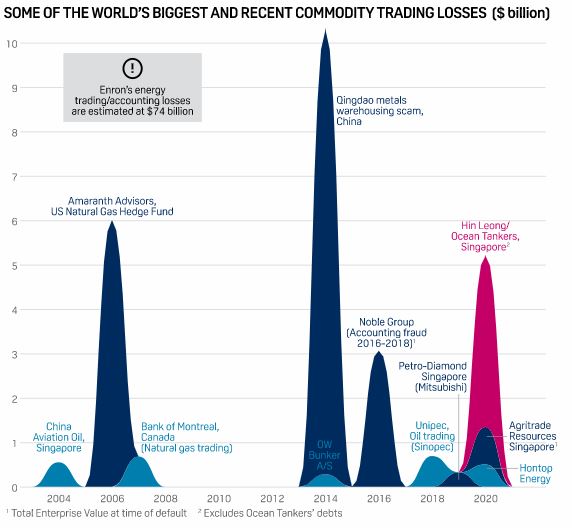 SOME OF THE WORLD'S BIGGEST AND RECENT COMMODITY TRADING LOSSES ($ billion)
10
9
8
7
6
5
4
3
2
1
0
Enron's energy
trading/accounting losses
are estimated at $74 billion
Amaranth Advisors,
US Natural Gas Hedge Fund
Qingdao metals
warehousing scam,
China
Hin Leong/
Ocean Tankers,
Singapore²
Noble Group
(Accounting fraud
2016-2018)¹
Petro-Diamond
Singapore
(Mitsubishi)
China
Aviation Oil,
Singapore
Bank of Montreal,
Canada
(Natural gas trading)
OW
Bunker
A/S
Unipec,
Oil trading
(Sinopec)
Agritrade
Resources
Singapore¹
Hontop
Energy
2004 2006 2008 2010 2012 2014 2016 2018 2020
¹ Total Enterprise Value at time of default ² Excludes Ocean Tankers' debts